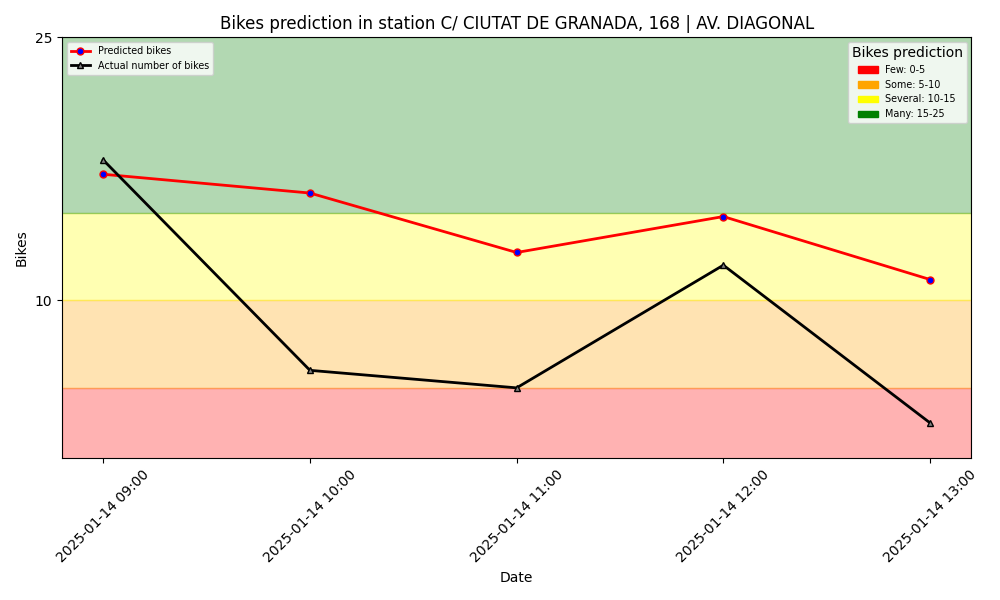 Bikes prediction in station C/ CIUTAT DE GRANADA, 168 | AV. DIAGONAL
25
Predicted bikes
Actual number of bikes
Bikes prediction
Few: 0-5
Some: 5-10
Several: 10-15
Many: 15-25
Bikes
10
2025-01-14 09:00
2025-01-14 10:00
2025-01-14 11:00
2025-01-14 12:00
2025-01-14 13:00
Date